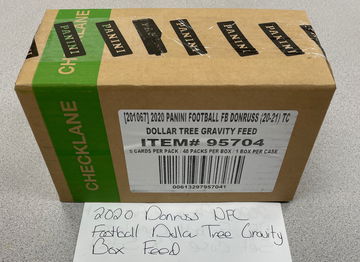 PANINI PANINI PANINI PANINI PANINI PANINI
CHECKLANE
CHECKLANE
[201067] 2020 PANINI FOOTBALL FB DONRUSS (20-21) TC
DOLLAR TREE GRAVITY FEED
ITEM# 95704
5 CARDS PER PACK : 48 PACKS PER BOX : 1 BOX PER CASE
00613297957041
2020 Donruss NFL
Football Dollar Tree Gravity
Box Feed